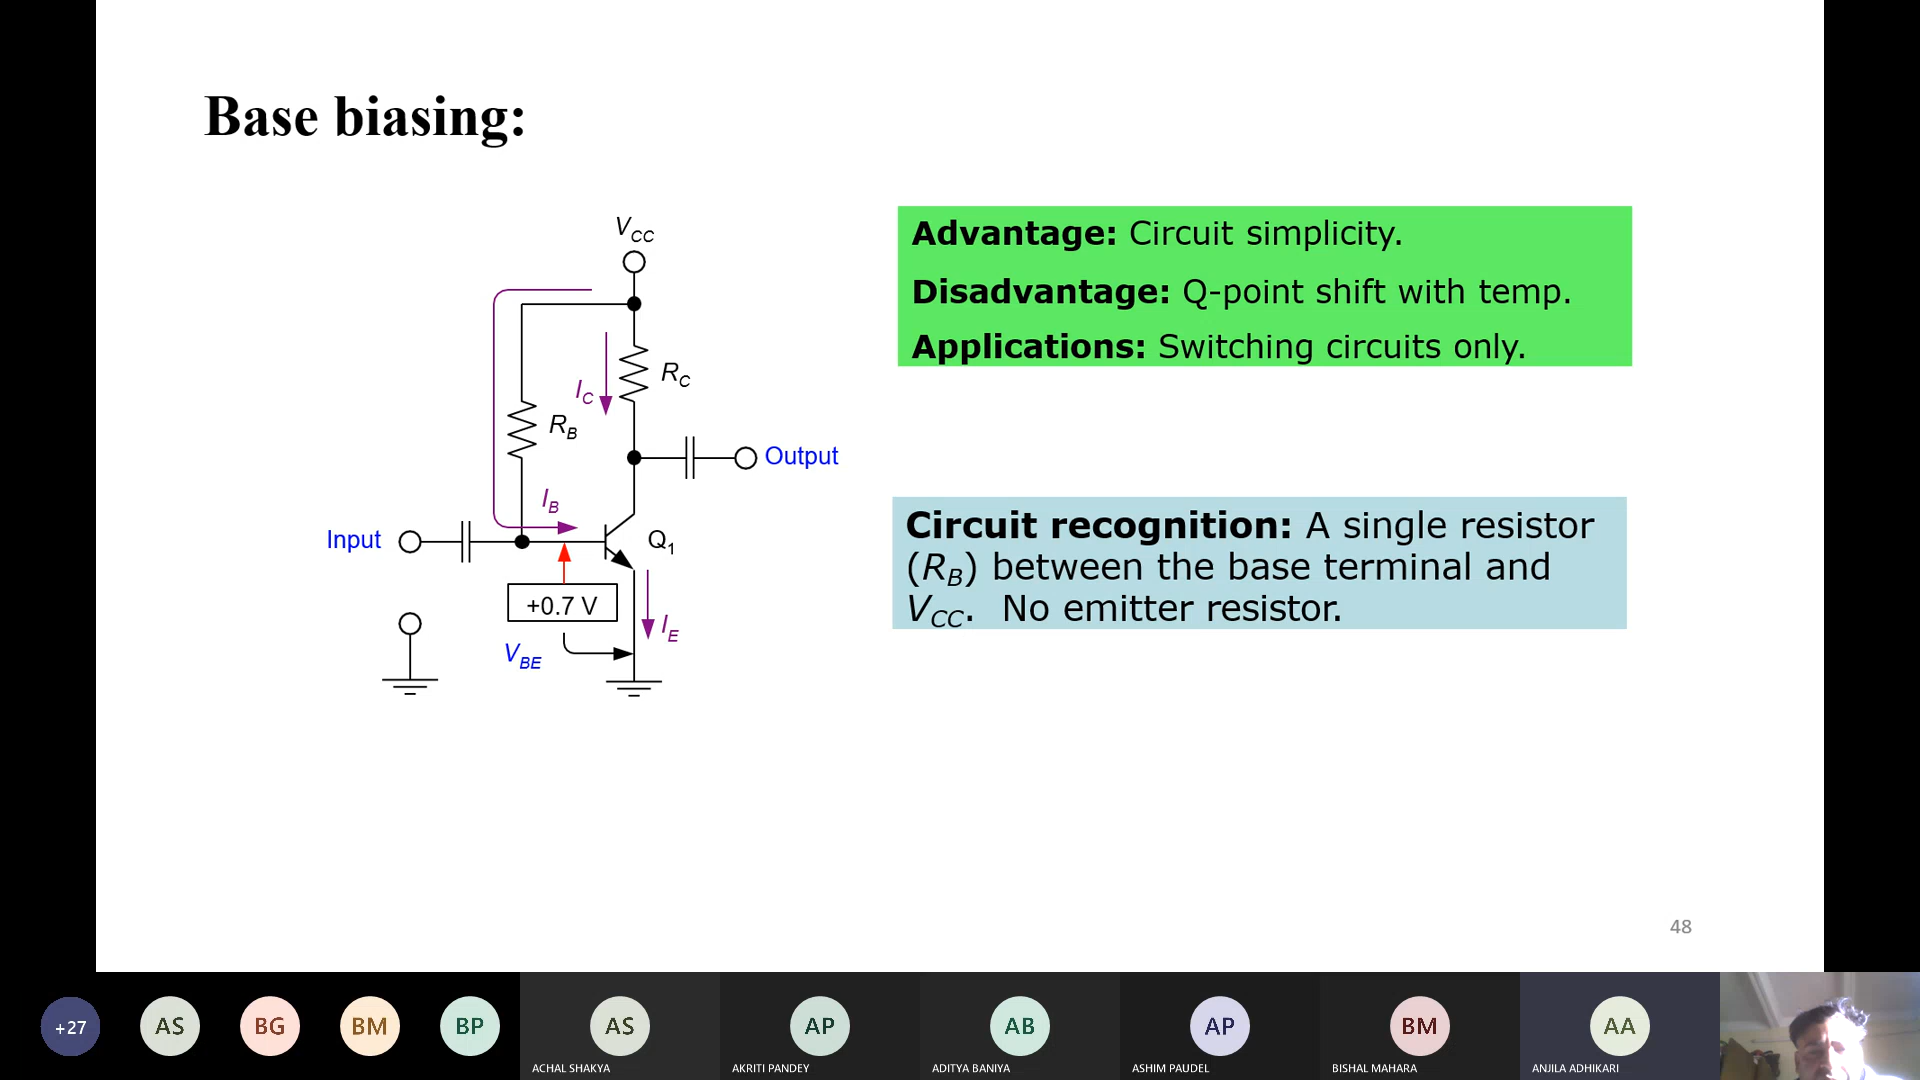 Base biasing:
VCC
RC
IC
RB
IB
Output
Input
Q1
+0.7 V
IE
VBE
Advantage: Circuit simplicity.
Disadvantage: Q-point shift with temp.
Applications: Switching circuits only.
Circuit recognition: A single resistor
(RB) between the base terminal and
VCC. No emitter resistor.
48
+27
AS
BG
BM
BP
AS
AP
AB
AP
BM
AA
ACHAL SHAKYA
AKRITI PANDEY
ADITYA BANIYA
ASHIM PAUDEL
BISHAL MAHARA
ANJILA ADHIKARI